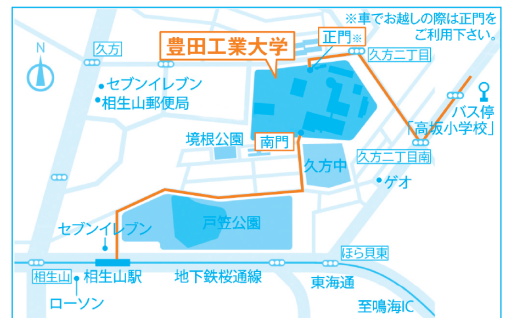 ※車でお越しの際は正門を
ご利用下さい。
N
久方
豊田工業大学
正門※
久方二丁目
セブンイレブン
相生山郵便局
バス停
「高坂小学校」
境根公園
南門
久方中
久方二丁目南
ゲオ
戸笠公園
セブンイレブン
ほら貝東
相生山
相生山駅
地下鉄桜通線
東海通
ローソン
至鳴海IC